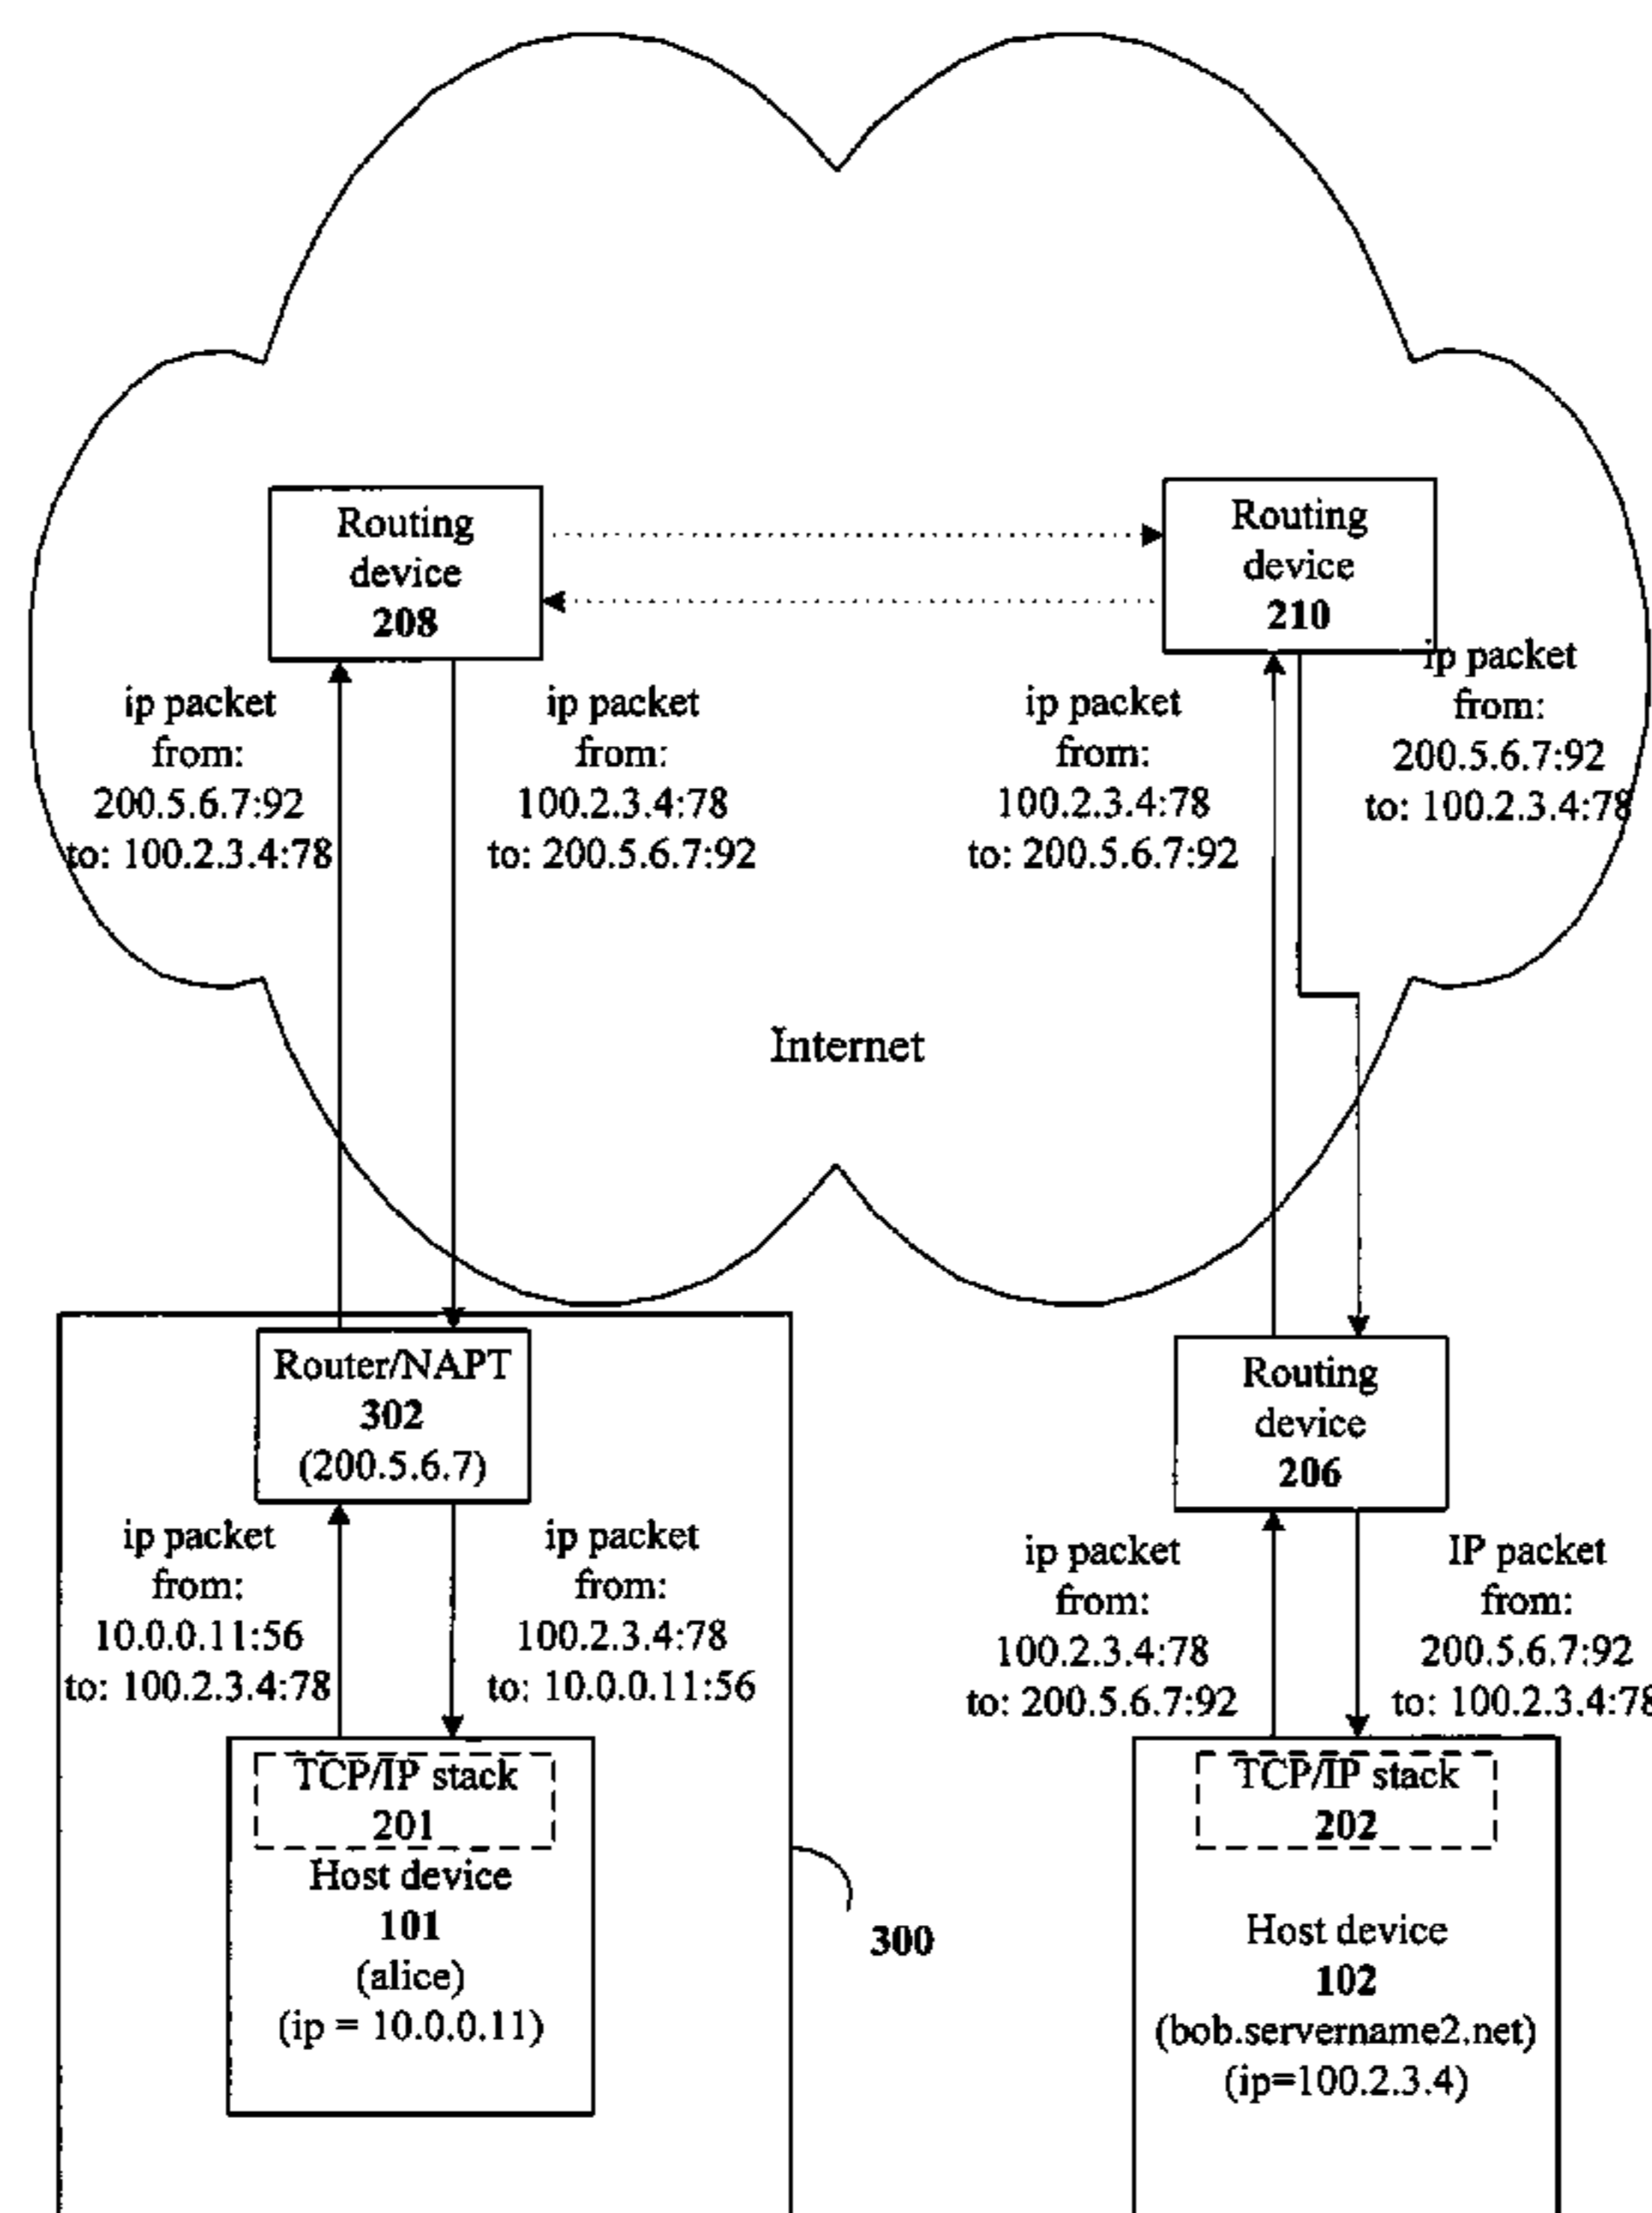 Routing
device
208
Routing
device
210
ip packet
from:
200.5.6.7:92
to: 100.2.3.4:78
ip packet
from:
100.2.3.4:78
to: 200.5.6.7:92
ip packet
from:
100.2.3.4:78
to: 200.5.6.7:92
ip packet
from:
200.5.6.7:92
to: 100.2.3.4:78
Internet
Router/NAPT
302
(200.5.6.7)
Routing
device
206
ip packet
from:
10.0.0.11:56
to: 100.2.3.4:78
ip packet
from:
100.2.3.4:78
to: 10.0.0.11:56
ip packet
from:
100.2.3.4:78
to: 200.5.6.7:92
IP packet
from:
200.5.6.7:92
to: 100.2.3.4:78
TCP/IP stack
201
Host device
101
(alice)
(ip = 10.0.0.11)
300
TCP/IP stack
202
Host device
102
(bob.servername2.net)
(ip=100.2.3.4)